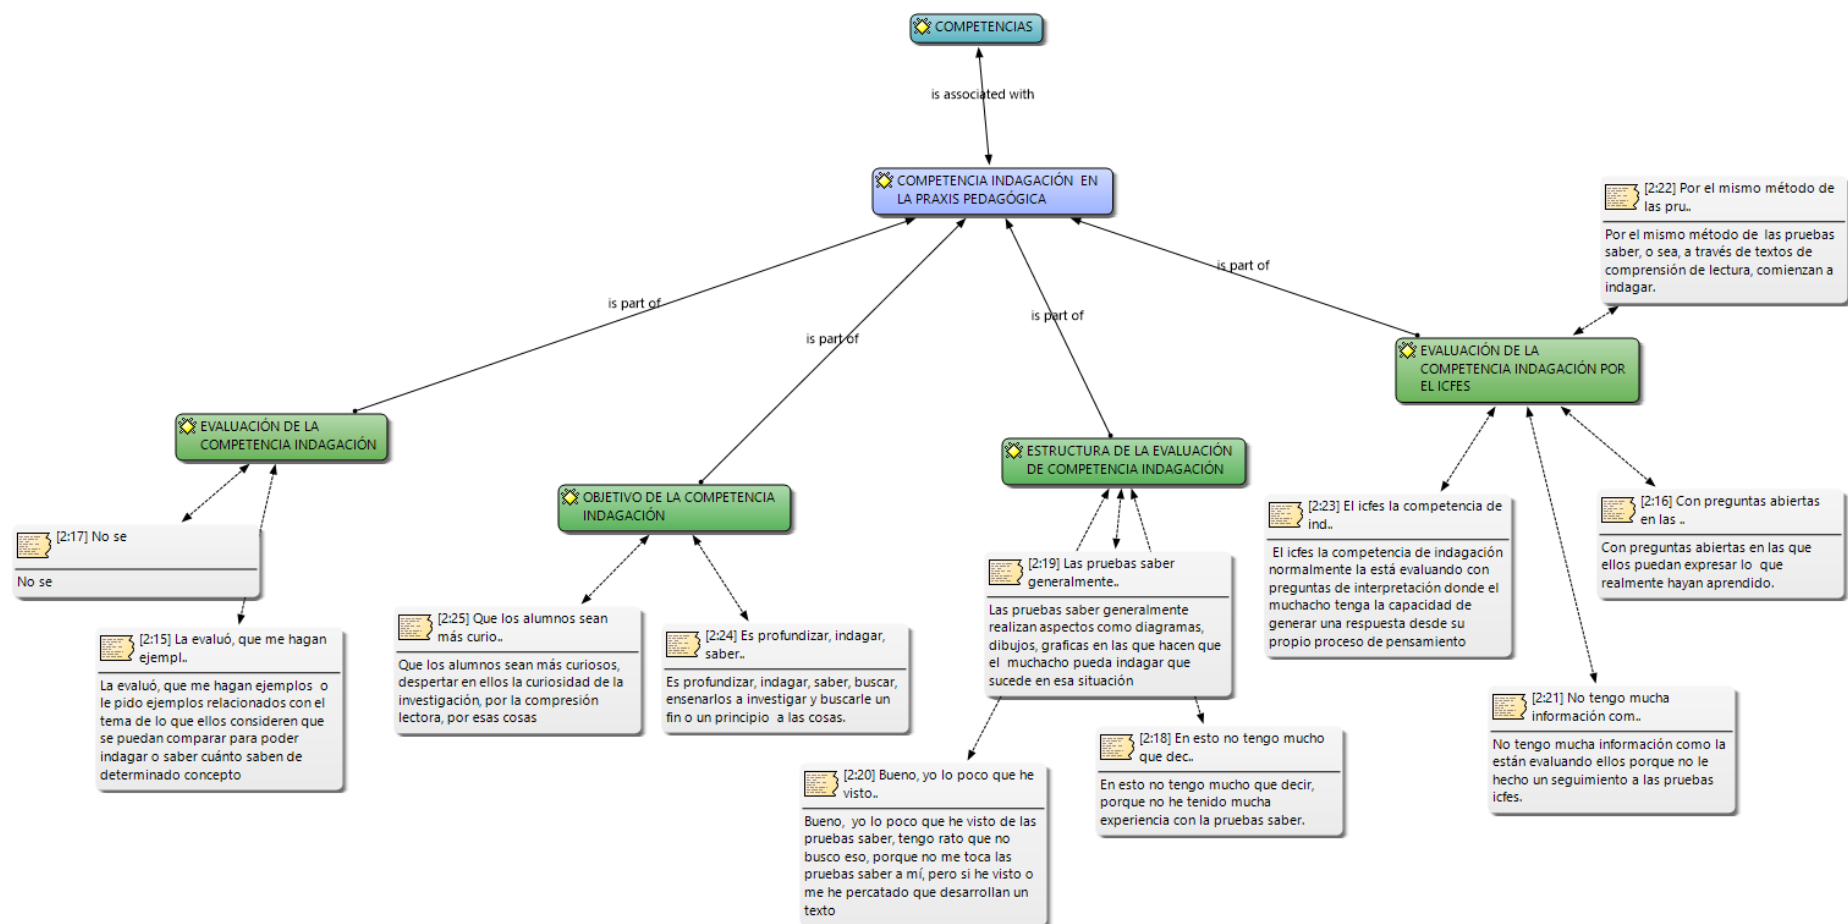 COMPETENCIAS
is associated with
COMPETENCIA INDAGACIÓN  EN
LA PRAXIS PEDAGÓGICA
is part of
is part of
is part of
is part of
[2:22] Por el mismo método de
las pru..
Por el mismo método de  las pruebas
saber, o sea, a través de textos de
comprensión de lectura, comienzan a
indagar.
EVALUACIÓN DE LA
COMPETENCIA INDAGACIÓN POR
EL ICFES
EVALUACIÓN DE LA
COMPETENCIA INDAGACIÓN
OBJETIVO DE LA COMPETENCIA
INDAGACIÓN
ESTRUCTURA DE LA EVALUACIÓN
DE COMPETENCIA INDAGACIÓN
[2:17] No se
No se
[2:15] La evaluó, que me hagan
ejempl..
La evaluó, que me hagan ejemplos  o
le pido ejemplos relacionados con el
tema de lo que ellos consideren que
se puedan comparar para poder
indagar o saber cuánto saben de
determinado concepto
[2:25] Que los alumnos sean
más curio..
Que los alumnos sean más curiosos,
despertar en ellos la curiosidad de la
investigación, por la compresión
lectora, por esas cosas
[2:24] Es profundizar, indagar,
saber..
Es profundizar, indagar, saber, buscar,
ensenarlos a investigar y buscarle un
fin o un principio  a las cosas.
[2:19] Las pruebas saber
generalmente..
Las pruebas saber generalmente
realizan aspectos como diagramas,
dibujos, graficas en las que hacen que
el  muchacho pueda indagar que
sucede en esa situación
[2:20] Bueno, yo lo poco que he
visto..
Bueno,  yo lo poco que he visto de las
pruebas saber, tengo rato que no
busco eso, porque no me toca las
pruebas saber a mí, pero si he visto o
me he percatado que desarrollan un
texto
[2:18] En esto no tengo mucho
que dec..
En esto no tengo mucho que decir,
porque no he tenido mucha
experiencia con la pruebas saber.
[2:23] El icfes la competencia de
ind..
El icfes la competencia de indagación
normalmente la está evaluando con
preguntas de interpretación donde el
muchacho tenga la capacidad de
generar una respuesta desde su
propio proceso de pensamiento
[2:16] Con preguntas abiertas
en las ..
Con preguntas abiertas en las que
ellos puedan expresar lo  que
realmente hayan aprendido.
[2:21] No tengo mucha
información com..
No tengo mucha información como la
están evaluando ellos porque no le
hecho un seguimiento a las pruebas
icfes.